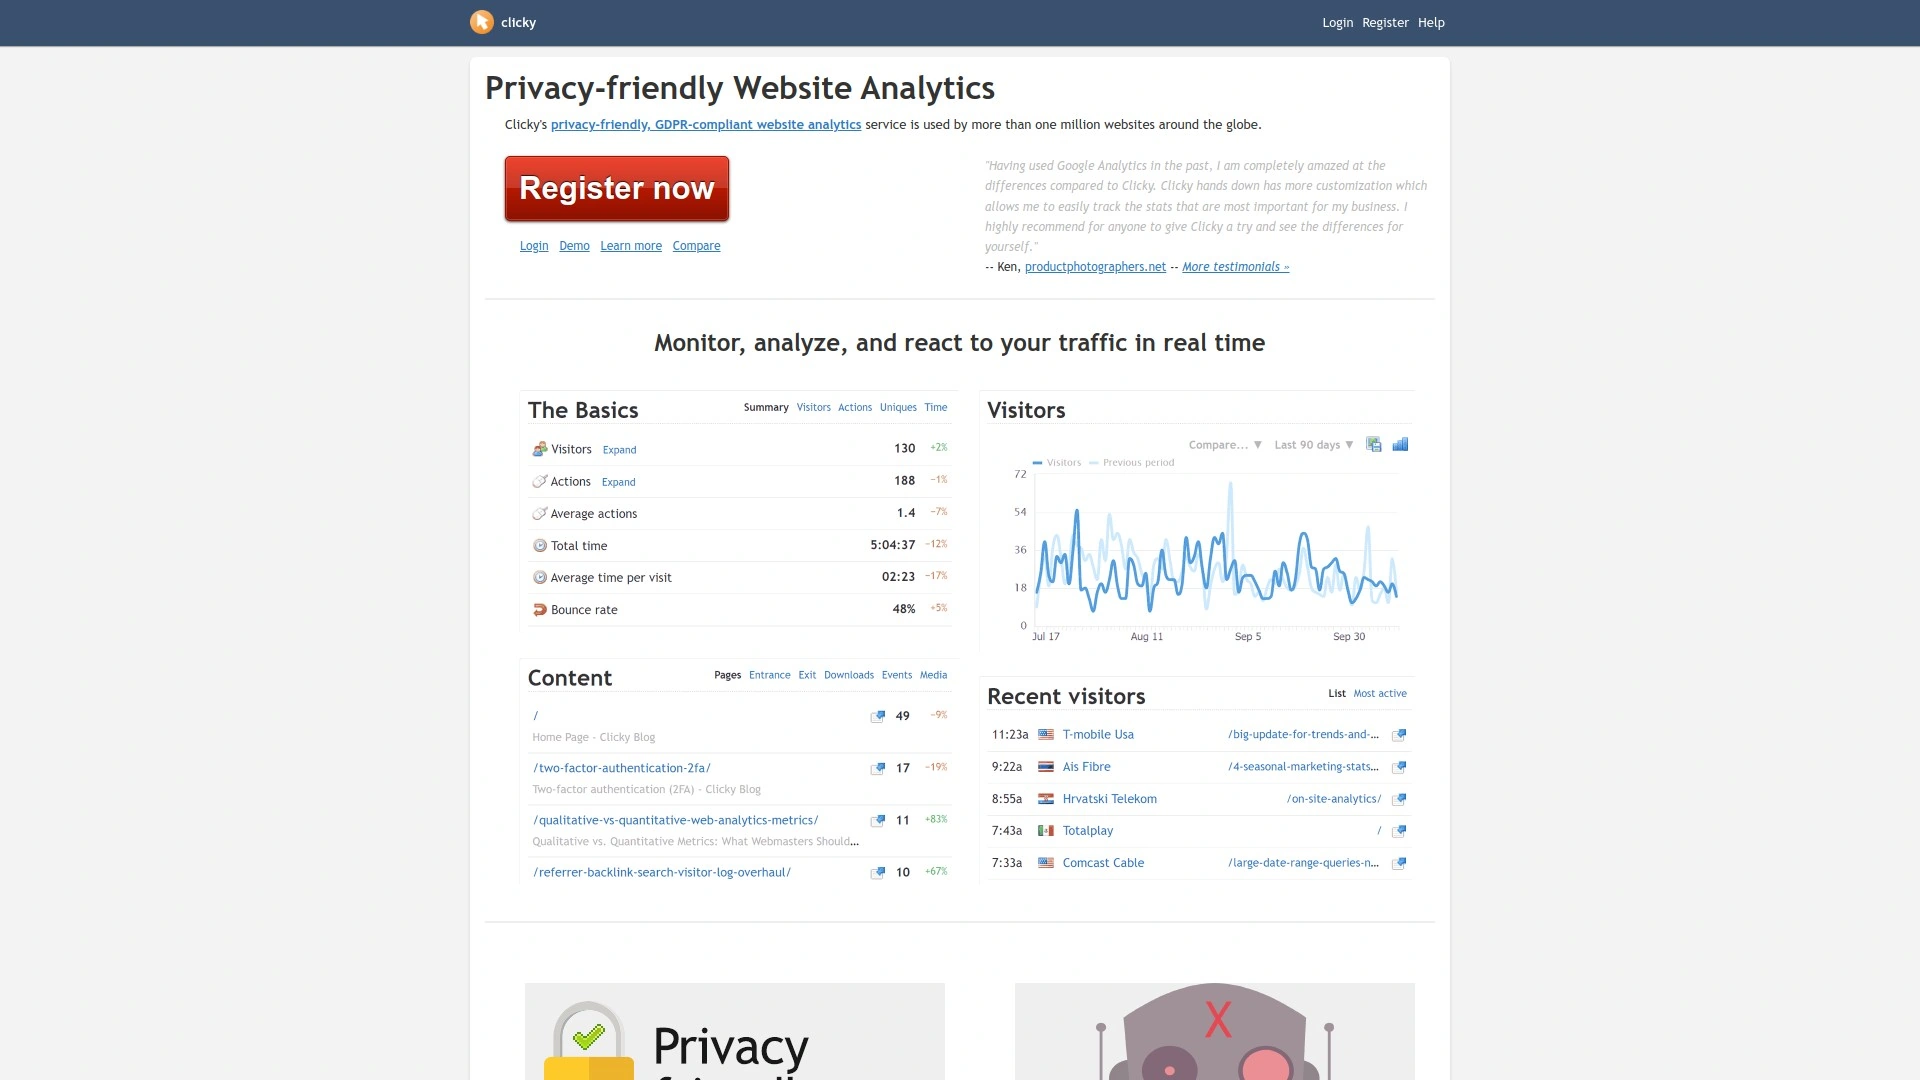 clicky
Login Register Help
Privacy-friendly Website Analytics
Clicky's privacy-friendly, GDPR-compliant website analytics service is used by more than one million websites around the globe.
Register now
Login Demo Learn more Compare
"Having used Google Analytics in the past, I am completely amazed at the
differences compared to Clicky. Clicky hands down has more customization which
allows me to easily track the stats that are most important for my business. I
highly recommend for anyone to give Clicky a try and see the differences for
yourself."
-- Ken, productphotographers.net -- More testimonials »
Monitor, analyze, and react to your traffic in real time
The Basics
Summary Visitors Actions Uniques Time
Visitors Expand 130 +2%
Actions Expand 188 −1%
Average actions 1.4 −7%
Total time 5:04:37 −12%
Average time per visit 02:23 −17%
Bounce rate 48% +5%
Visitors
Compare... ▼ Last 90 days ▼
Visitors Previous period
72
54
36
18
0
Jul 17 Aug 11 Sep 5 Sep 30
Content
Pages Entrance Exit Downloads Events Media
/ 49 −9%
Home Page - Clicky Blog
/two-factor-authentication-2fa/ 17 −19%
Two-factor authentication (2FA) - Clicky Blog
/qualitative-vs-quantitative-web-analytics-metrics/ 11 +83%
Qualitative vs. Quantitative Metrics: What Webmasters Should...
/referrer-backlink-search-visitor-log-overhaul/ 10 +67%
Recent visitors
List Most active
11:23a T-mobile Usa /big-update-for-trends-and-...
9:22a Ais Fibre /4-seasonal-marketing-stats...
8:55a Hrvatski Telekom /on-site-analytics/
7:43a Totalplay /
7:33a Comcast Cable /large-date-range-queries-n...
Privacy
X